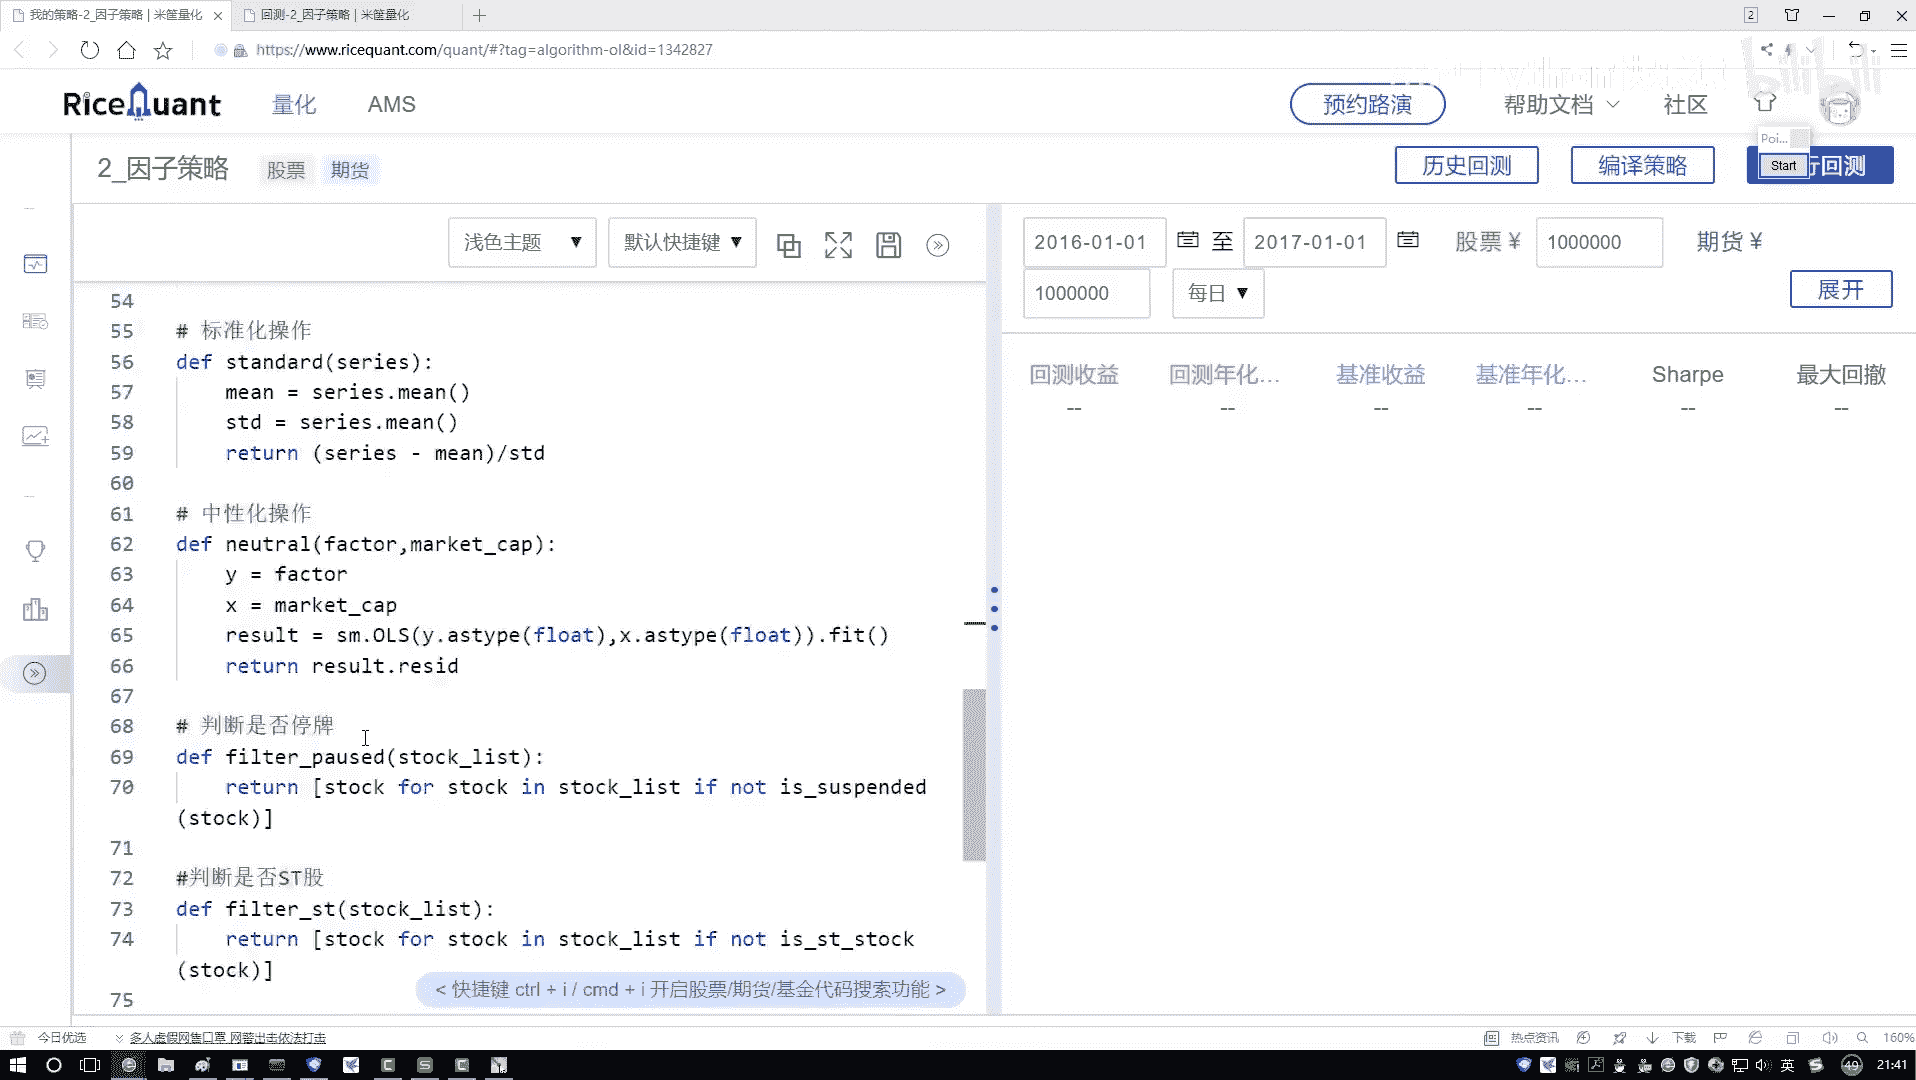 我的策略-2_因子策略 | 米筐量化
回测-2_因子策略 | 米筐量化
2
https://www.ricequant.com/quant/#?tag=algorithm-ol&id=1342827
RiceQuant
量化
AMS
预约路演
帮助文档
社区
bilibili
Poi...
Start
2_因子策略
股票
期货
历史回测
编译策略
行回测
浅色主题 ▼
默认快捷键 ▼
2016-01-01
至
2017-01-01
股票 ¥
1000000
期货 ¥
1000000
每日 ▼
展开
回测收益
回测年化...
基准收益
基准年化...
Sharpe
最大回撤
--
--
--
--
--
--
54
55 # 标准化操作
56 def standard(series):
57 mean = series.mean()
58 std = series.mean()
59 return (series - mean)/std
60
61 # 中性化操作
62 def neutral(factor,market_cap):
63 y = factor
64 x = market_cap
65 result = sm.OLS(y.astype(float),x.astype(float)).fit()
66 return result.resid
67
68 # 判断是否停牌
69 def filter_paused(stock_list):
70 return [stock for stock in stock_list if not is_suspended
(stock)]
71
72 #判断是否ST股
73 def filter_st(stock_list):
74 return [stock for stock in stock_list if not is_st_stock
(stock)]
75
< 快捷键 ctrl + i / cmd + i 开启股票/期货/基金代码搜索功能 >
今日优选
多人虚假网售口罩 网警出击依法打击
热点资讯
下载
160%
英
49
21:41